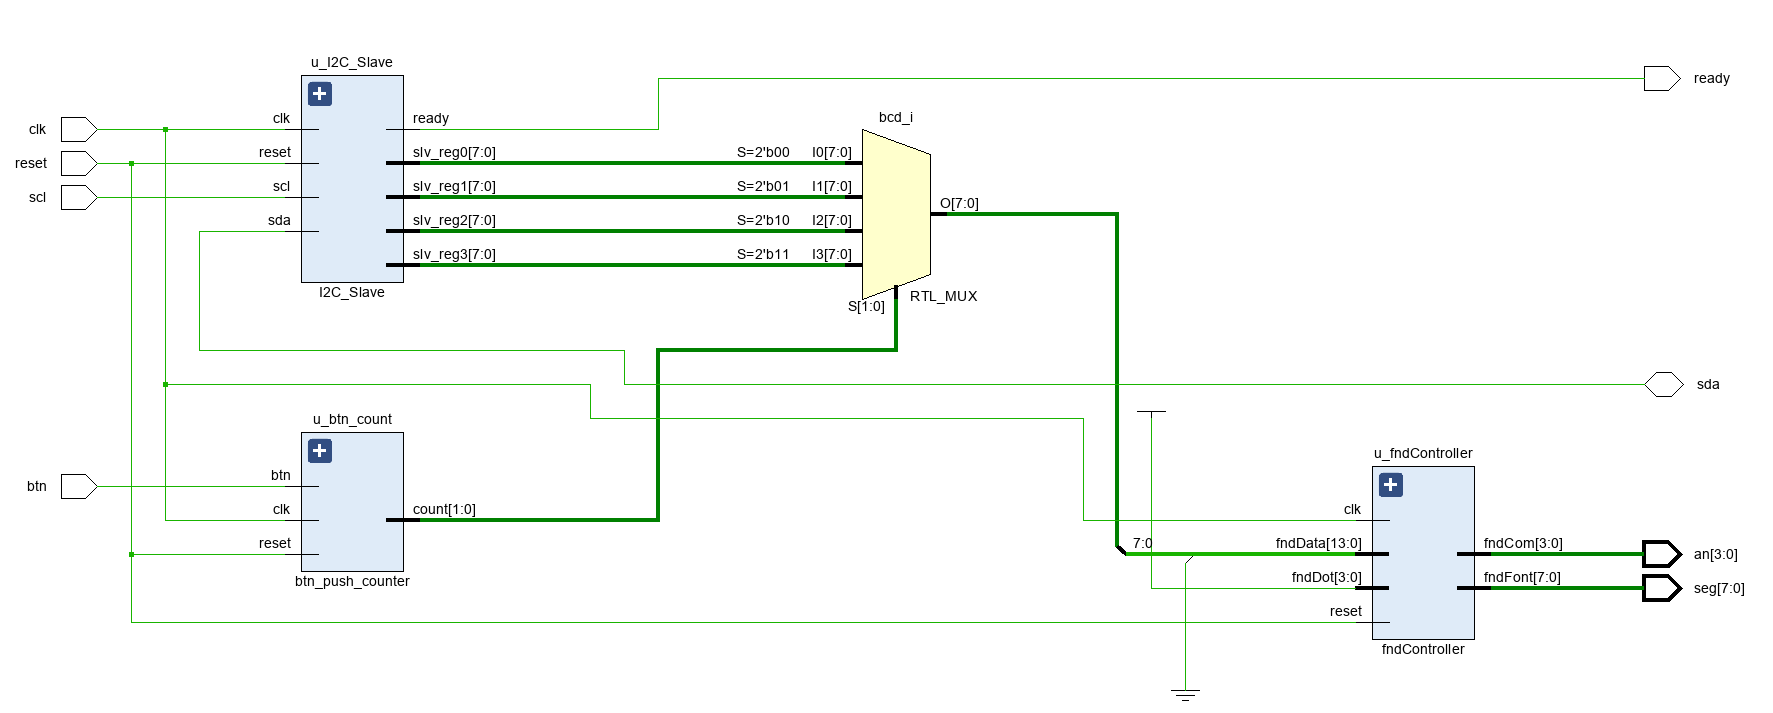 u_I2C_Slave
clk
reset
scl
sda
ready
slv_reg0[7:0]
slv_reg1[7:0]
slv_reg2[7:0]
slv_reg3[7:0]
I2C_Slave
clk
reset
scl
bcd_i
S=2'b00 I0[7:0]
S=2'b01 I1[7:0]
S=2'b10 I2[7:0]
S=2'b11 I3[7:0]
O[7:0]
S[1:0]
RTL_MUX
ready
sda
u_btn_count
btn
btn
clk
reset
count[1:0]
btn_push_counter
u_fndController
clk
7:0
fndData[13:0]
fndDot[3:0]
reset
fndCom[3:0]
fndFont[7:0]
fndController
an[3:0]
seg[7:0]